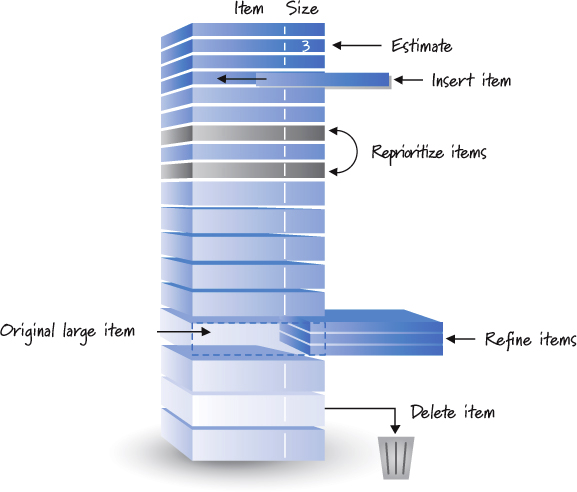 Item Size
3
Estimate
Insert item
Reprioritize items
Original large item
Refine items
Delete item